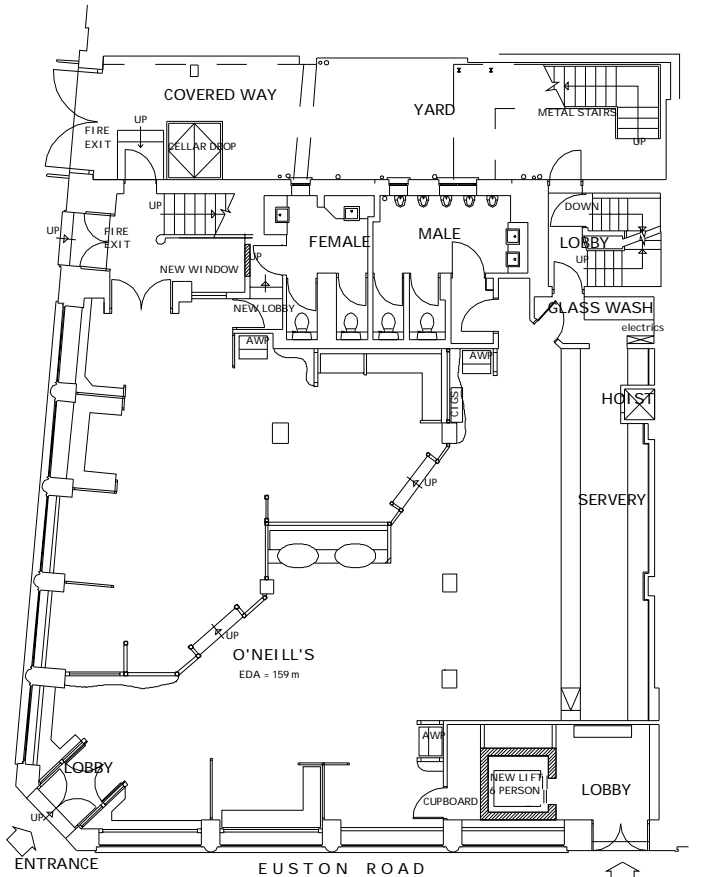 COVERED WAY
YARD
METAL STAIRS
UP
UP
FIRE
EXIT
CELLAR DROP
UP
DOWN
UP
FIRE
EXIT
FEMALE
MALE
LOBBY
UP
UP
NEW WINDOW
NEW LOBBY
GLASS WASH
electrics
AWP
AWP
CIGS
HOIST
UP
SERVERY
UP
O'NEILL'S
EDA = 159 m
AWP
LOBBY
NEW LIFT
6 PERSON
LOBBY
CUPBOARD
UP
ENTRANCE
EUSTON ROAD